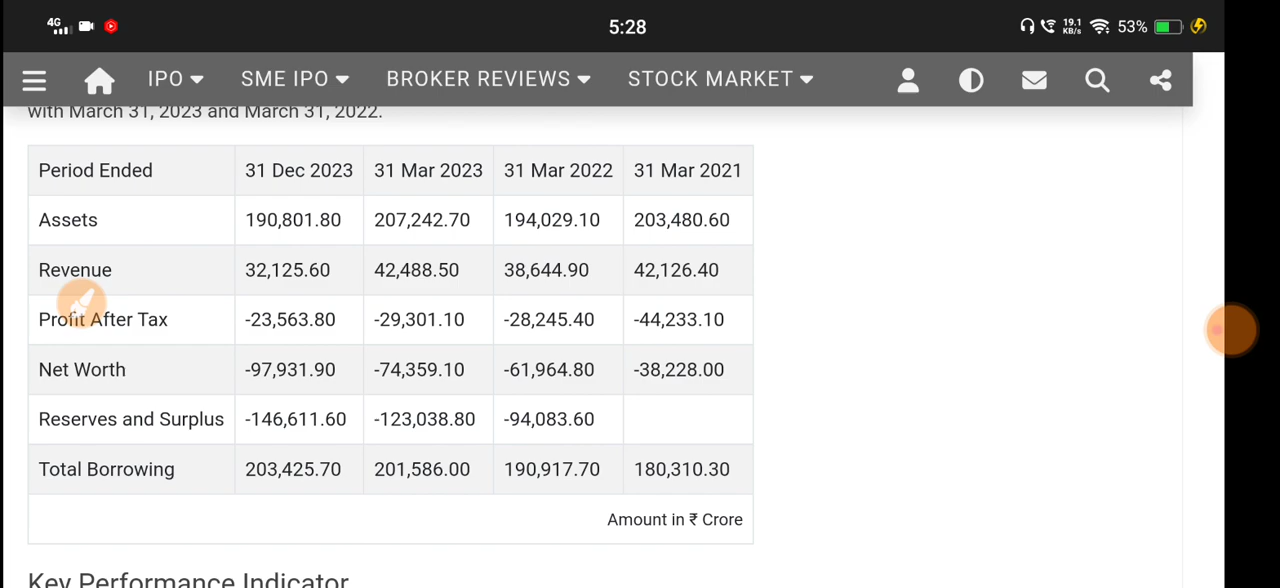 4G 5:28 19.1 KB/s 53%
IPO SME IPO BROKER REVIEWS STOCK MARKET
with March 31, 2023 and March 31, 2022.
Period Ended 31 Dec 2023 31 Mar 2023 31 Mar 2022 31 Mar 2021
Assets 190,801.80 207,242.70 194,029.10 203,480.60
Revenue 32,125.60 42,488.50 38,644.90 42,126.40
Profit After Tax -23,563.80 -29,301.10 -28,245.40 -44,233.10
Net Worth -97,931.90 -74,359.10 -61,964.80 -38,228.00
Reserves and Surplus -146,611.60 -123,038.80 -94,083.60
Total Borrowing 203,425.70 201,586.00 190,917.70 180,310.30
Amount in ₹ Crore
Key Performance Indicator